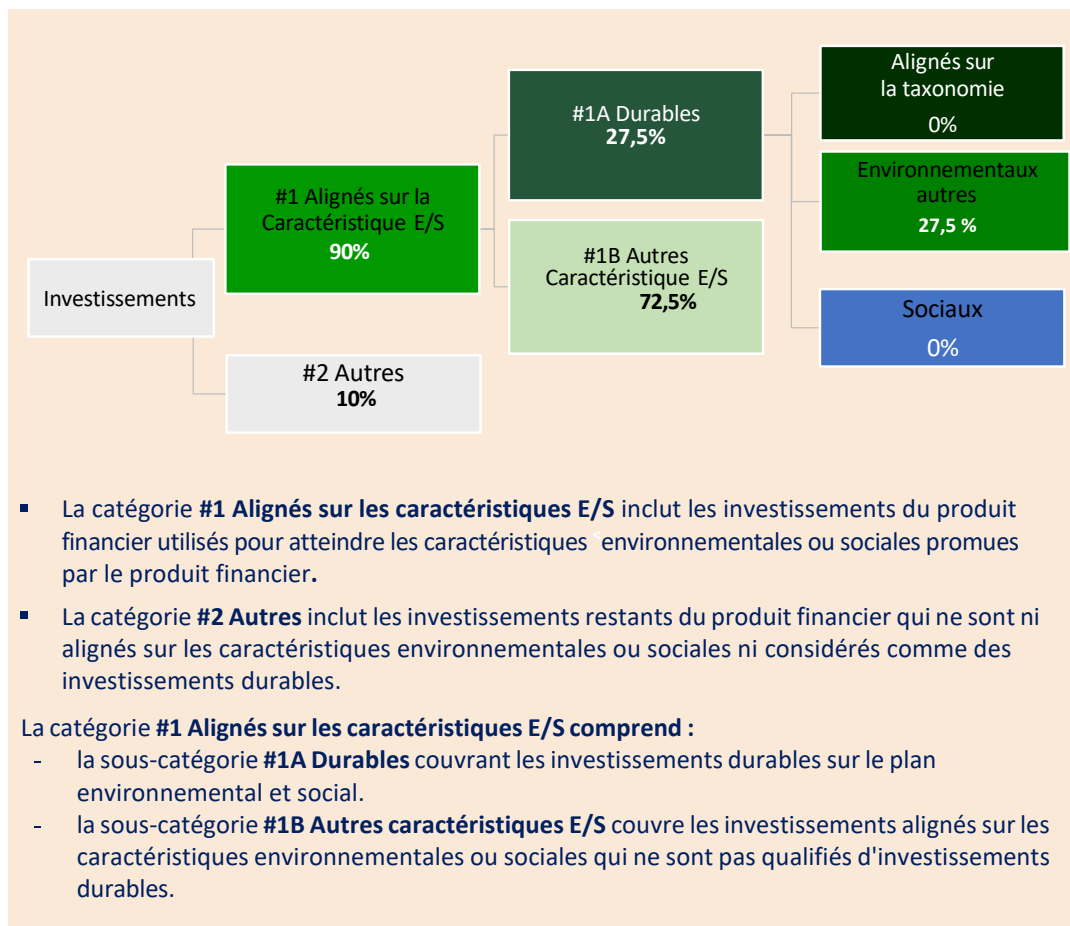 Investissements
#1 Alignés sur la
Caractéristique E/S
90%
#2 Autres
10%
#1A Durables
27,5%
#1B Autres
Caractéristique E/S
72,5%
Alignés sur
la taxonomie
0%
Environnementaux
autres
27,5 %
Sociaux
0%
▪ La catégorie #1 Alignés sur les caractéristiques E/S inclut les investissements du produit
financier utilisés pour atteindre les caractéristiques <environnementales ou sociales promues
par le produit financier.
▪ La catégorie #2 Autres inclut les investissements restants du produit financier qui ne sont ni
alignés sur les caractéristiques environnementales ou sociales ni considérés comme des
investissements durables.
La catégorie #1 Alignés sur les caractéristiques E/S comprend :
- la sous-catégorie #1A Durables couvrant les investissements durables sur le plan
environnemental et social.
- la sous-catégorie #1B Autres caractéristiques E/S couvre les investissements alignés sur les
caractéristiques environnementales ou sociales qui ne sont pas qualifiés d'investissements
durables.